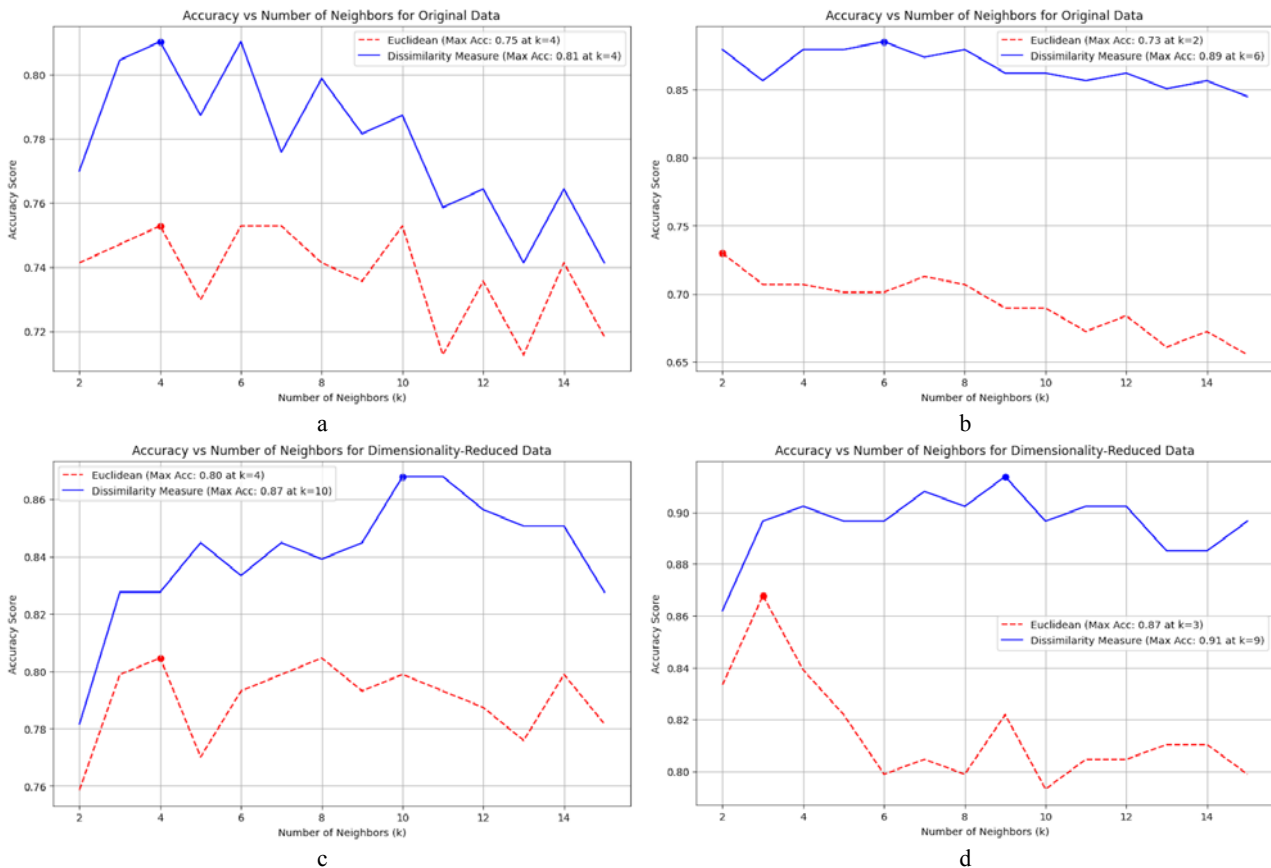 Accuracy vs Number of Neighbors for Original Data
Euclidean (Max Acc: 0.75 at k=4)
Dissimilarity Measure (Max Acc: 0.81 at k=4)
0.80
0.78
0.76
0.74
0.72
Accuracy Score
2 4 6 8 10 12 14
Number of Neighbors (k)
a
Accuracy vs Number of Neighbors for Original Data
Euclidean (Max Acc: 0.73 at k=2)
Dissimilarity Measure (Max Acc: 0.89 at k=6)
0.85
0.80
0.75
0.70
0.65
Accuracy Score
2 4 6 8 10 12 14
Number of Neighbors (k)
b
Accuracy vs Number of Neighbors for Dimensionality-Reduced Data
Euclidean (Max Acc: 0.80 at k=4)
Dissimilarity Measure (Max Acc: 0.87 at k=10)
0.86
0.84
0.82
0.80
0.78
0.76
Accuracy Score
2 4 6 8 10 12 14
Number of Neighbors (k)
c
Accuracy vs Number of Neighbors for Dimensionality-Reduced Data
Euclidean (Max Acc: 0.87 at k=3)
Dissimilarity Measure (Max Acc: 0.91 at k=9)
0.90
0.88
0.86
0.84
0.82
0.80
Accuracy Score
2 4 6 8 10 12 14
Number of Neighbors (k)
d